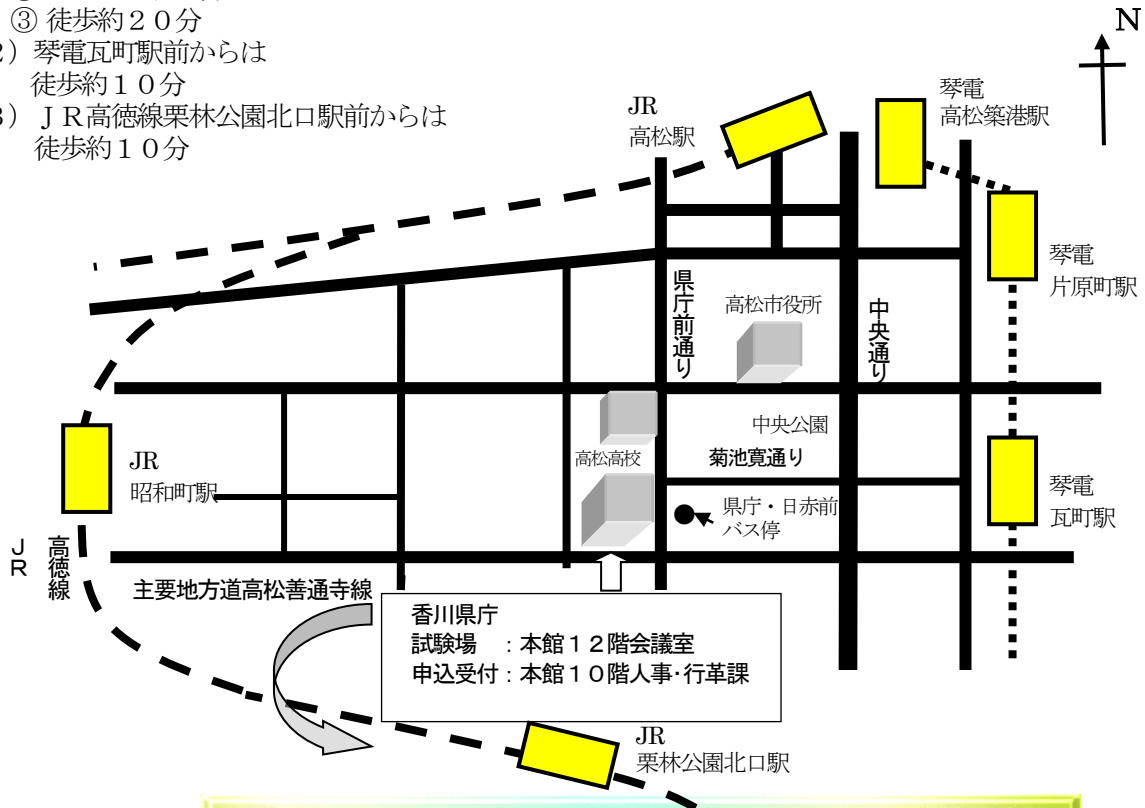 ③ 徒歩約２０分
）琴電瓦町駅前からは
徒歩約１０分
）ＪＲ高徳線栗林公園北口駅前からは
徒歩約１０分
N
JR
高松駅
琴電
高松築港駅
琴電
片原町駅
県庁前通り
高松市役所
中央通り
中央公園
菊池寛通り
高松高校
JR
昭和町駅
県庁・日赤前
バス停
琴電
瓦町駅
ＪＲ
高徳線
主要地方道高松善通寺線
香川県庁
試験場　：本館１２階会議室
申込受付：本館１０階人事・行革課
JR
栗林公園北口駅